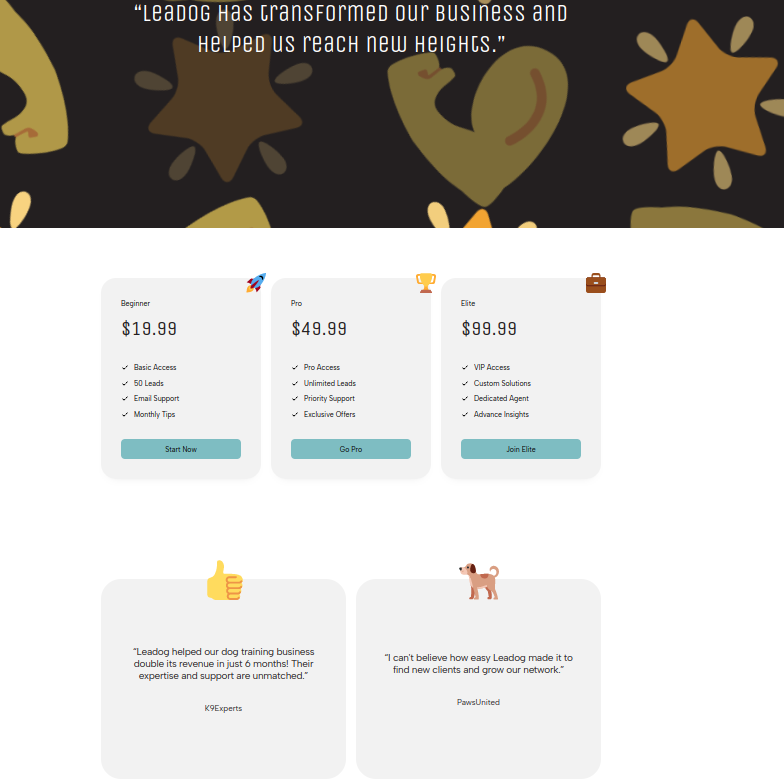 “Leadog has transformed our business and
helped us reach new heights.”
Beginner
$19.99
Basic Access
50 Leads
Email Support
Monthly Tips
Start Now
Pro
$49.99
Pro Access
Unlimited Leads
Priority Support
Exclusive Offers
Go Pro
Elite
$99.99
VIP Access
Custom Solutions
Dedicated Agent
Advance Insights
Join Elite
“Leadog helped our dog training business
double its revenue in just 6 months! Their
expertise and support are unmatched.”
K9Experts
“I can't believe how easy Leadog made it to
find new clients and grow our network.”
PawsUnited